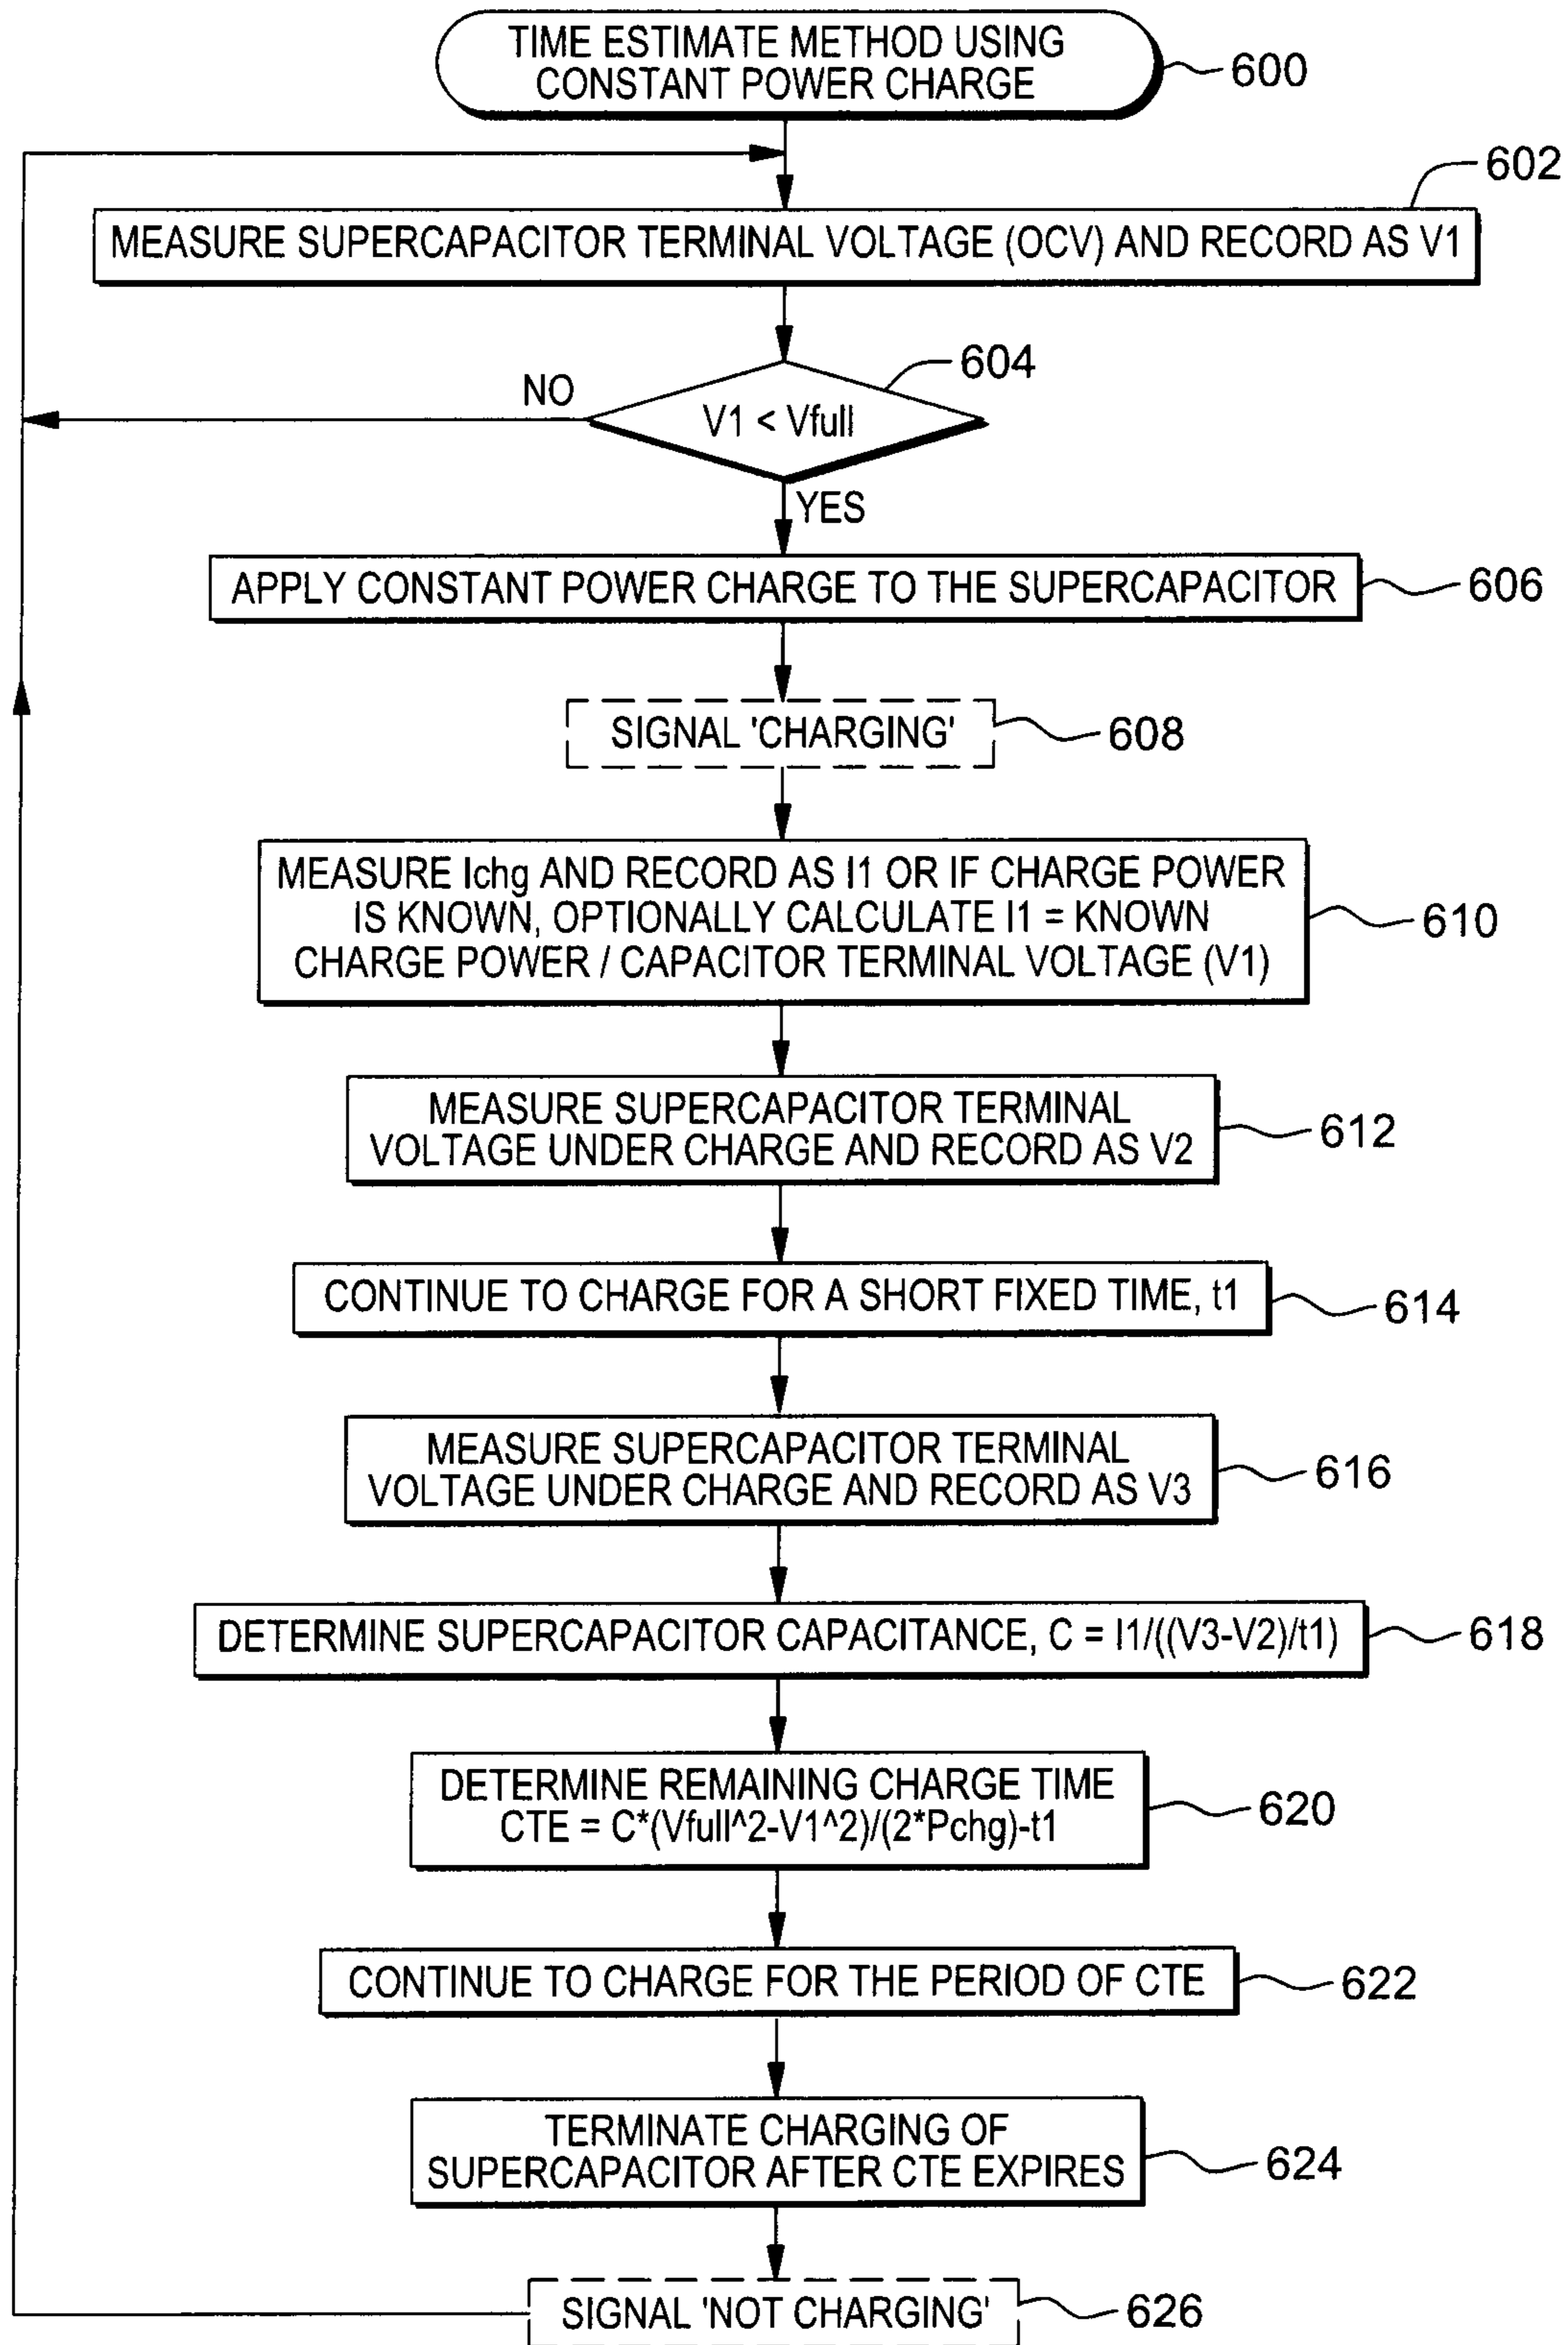 TIME ESTIMATE METHOD USING
CONSTANT POWER CHARGE
600
602
MEASURE SUPERCAPACITOR TERMINAL VOLTAGE (OCV) AND RECORD AS V1
604
NO
V1 < Vfull
YES
APPLY CONSTANT POWER CHARGE TO THE SUPERCAPACITOR
606
SIGNAL 'CHARGING'
608
MEASURE Ichg AND RECORD AS I1 OR IF CHARGE POWER
IS KNOWN, OPTIONALLY CALCULATE I1 = KNOWN
CHARGE POWER / CAPACITOR TERMINAL VOLTAGE (V1)
610
MEASURE SUPERCAPACITOR TERMINAL
VOLTAGE UNDER CHARGE AND RECORD AS V2
612
CONTINUE TO CHARGE FOR A SHORT FIXED TIME, t1
614
MEASURE SUPERCAPACITOR TERMINAL
VOLTAGE UNDER CHARGE AND RECORD AS V3
616
DETERMINE SUPERCAPACITOR CAPACITANCE, C = I1/((V3-V2)/t1)
618
DETERMINE REMAINING CHARGE TIME
CTE = C*(Vfull^2-V1^2)/(2*Pchg)-t1
620
CONTINUE TO CHARGE FOR THE PERIOD OF CTE
622
TERMINATE CHARGING OF
SUPERCAPACITOR AFTER CTE EXPIRES
624
SIGNAL 'NOT CHARGING'
626